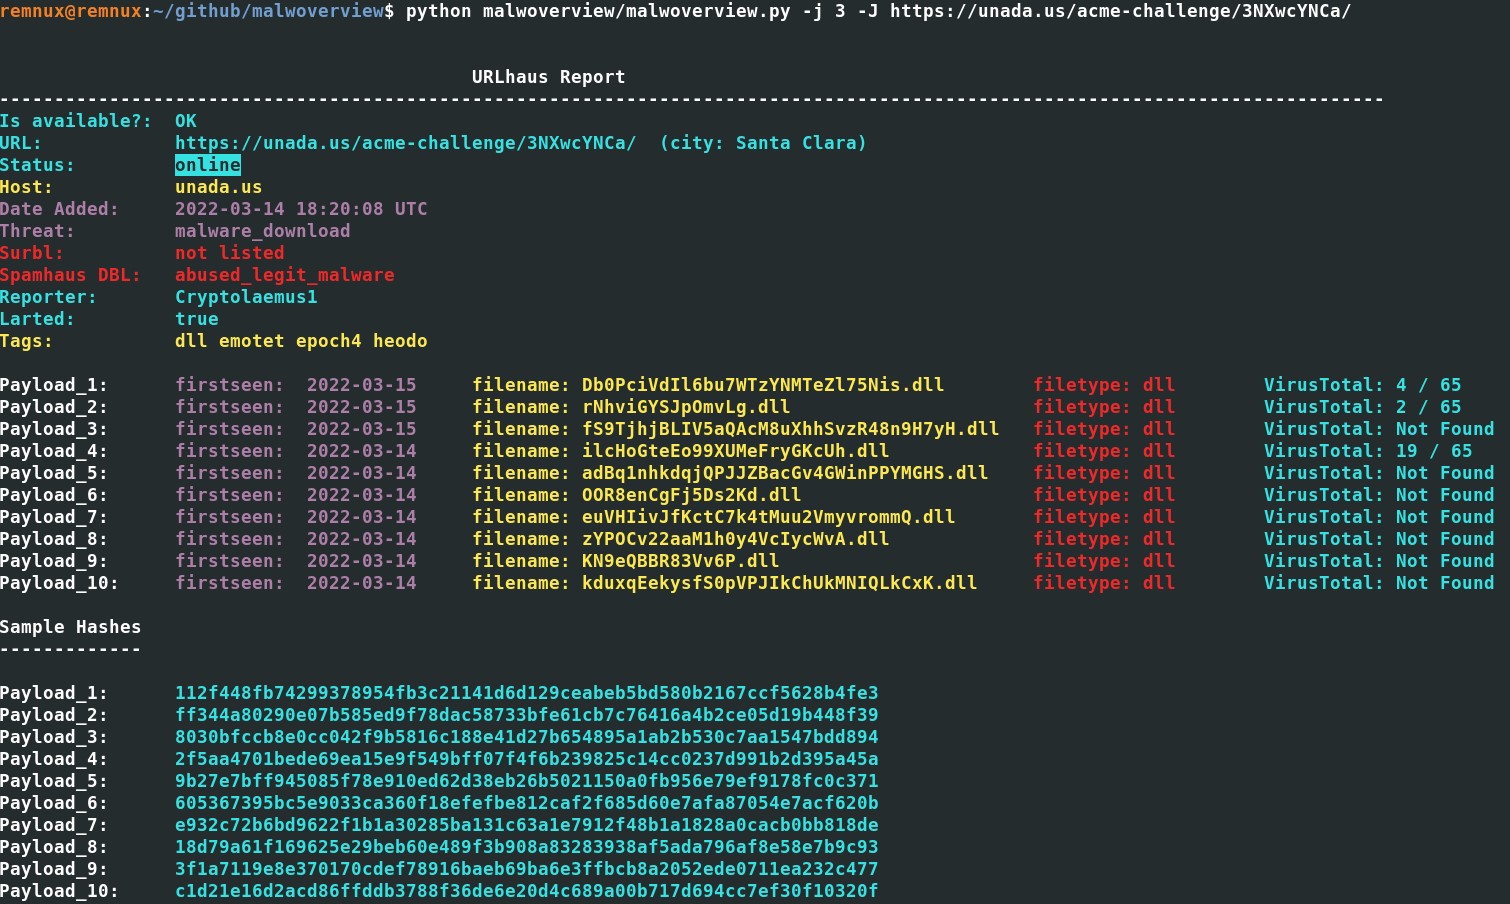 remnux@remnux:~/github/malwoverview$ python malwoverview/malwoverview.py -j 3 -J https://unada.us/acme-challenge/3NXwcYNCa/
URLhaus Report
------------------------------------------------------------------------------------------------------------------------------
Is available?: OK
URL: https://unada.us/acme-challenge/3NXwcYNCa/ (city: Santa Clara)
Status: online
Host: unada.us
Date Added: 2022-03-14 18:20:08 UTC
Threat: malware_download
Surbl: not listed
Spamhaus DBL: abused_legit_malware
Reporter: Cryptolaemus1
Larted: true
Tags: dll emotet epoch4 heodo
Payload_1: firstseen: 2022-03-15 filename: Db0PciVdIl6bu7WTzYNMTeZl75Nis.dll filetype: dll VirusTotal: 4 / 65
Payload_2: firstseen: 2022-03-15 filename: rNhviGYSJpOmvLg.dll filetype: dll VirusTotal: 2 / 65
Payload_3: firstseen: 2022-03-15 filename: fS9TjhjBLIV5aQAcM8uXhhSvzR48n9H7yH.dll filetype: dll VirusTotal: Not Found
Payload_4: firstseen: 2022-03-14 filename: ilcHoGteEo99XUMeFryGKcUh.dll filetype: dll VirusTotal: 19 / 65
Payload_5: firstseen: 2022-03-14 filename: adBq1nhkdqjQPJJZBacGv4GWinPPYMGHS.dll filetype: dll VirusTotal: Not Found
Payload_6: firstseen: 2022-03-14 filename: OOR8enCgFj5Ds2Kd.dll filetype: dll VirusTotal: Not Found
Payload_7: firstseen: 2022-03-14 filename: euVHIivJfKctC7k4tMuu2VmyvrommQ.dll filetype: dll VirusTotal: Not Found
Payload_8: firstseen: 2022-03-14 filename: zYPOCv22aaM1h0y4VcIycWvA.dll filetype: dll VirusTotal: Not Found
Payload_9: firstseen: 2022-03-14 filename: KN9eQBBR83Vv6P.dll filetype: dll VirusTotal: Not Found
Payload_10: firstseen: 2022-03-14 filename: kduxqEekysfS0pVPJIkChUkMNIQLkCxK.dll filetype: dll VirusTotal: Not Found
Sample Hashes
-------------
Payload_1: 112f448fb74299378954fb3c21141d6d129ceabeb5bd580b2167ccf5628b4fe3
Payload_2: ff344a80290e07b585ed9f78dac58733bfe61cb7c76416a4b2ce05d19b448f39
Payload_3: 8030bfccb8e0cc042f9b5816c188e41d27b654895a1ab2b530c7aa1547bdd894
Payload_4: 2f5aa4701bede69ea15e9f549bff07f4f6b239825c14cc0237d991b2d395a45a
Payload_5: 9b27e7bff945085f78e910ed62d38eb26b5021150a0fb956e79ef9178fc0c371
Payload_6: 605367395bc5e9033ca360f18efefbe812caf2f685d60e7afa87054e7acf620b
Payload_7: e932c72b6bd9622f1b1a30285ba131c63a1e7912f48b1a1828a0cacb0bb818de
Payload_8: 18d79a61f169625e29beb60e489f3b908a83283938af5ada796af8e58e7b9c93
Payload_9: 3f1a7119e8e370170cdef78916baeb69ba6e3ffbcb8a2052ede0711ea232c477
Payload_10: c1d21e16d2acd86ffddb3788f36de6e20d4c689a00b717d694cc7ef30f10320f